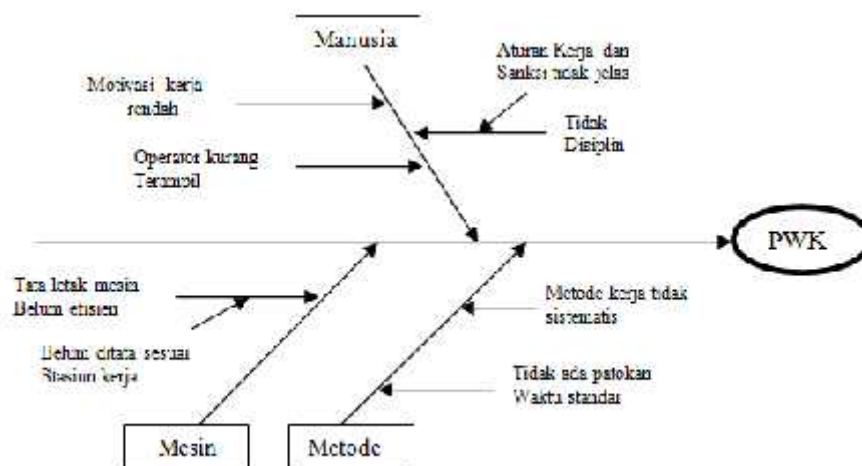 Manusia
Aturan Kerja dan
Sanksi tidak jelas
Motivasi kerja
rendah
Tidak
Disiplin
Operator kurang
Terampil
PWK
Tata letak mesin
Belum efisien
Metode kerja tidak
sistematis
Belum ditata sesuai
Stasiun kerja
Tidak ada patokan
Waktu standar
Mesin
Metode